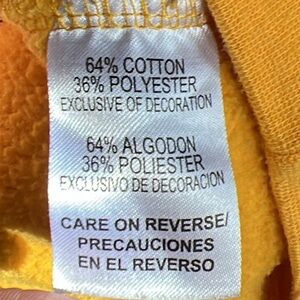 64% COTTON
36% POLYESTER
EXCLUSIVE OF DECORATION
64% ALGODON
36% POLIESTER
EXCLUSIVO DE DECORACION
CARE ON REVERSE/
PRECAUCIONES
EN EL REVERSO